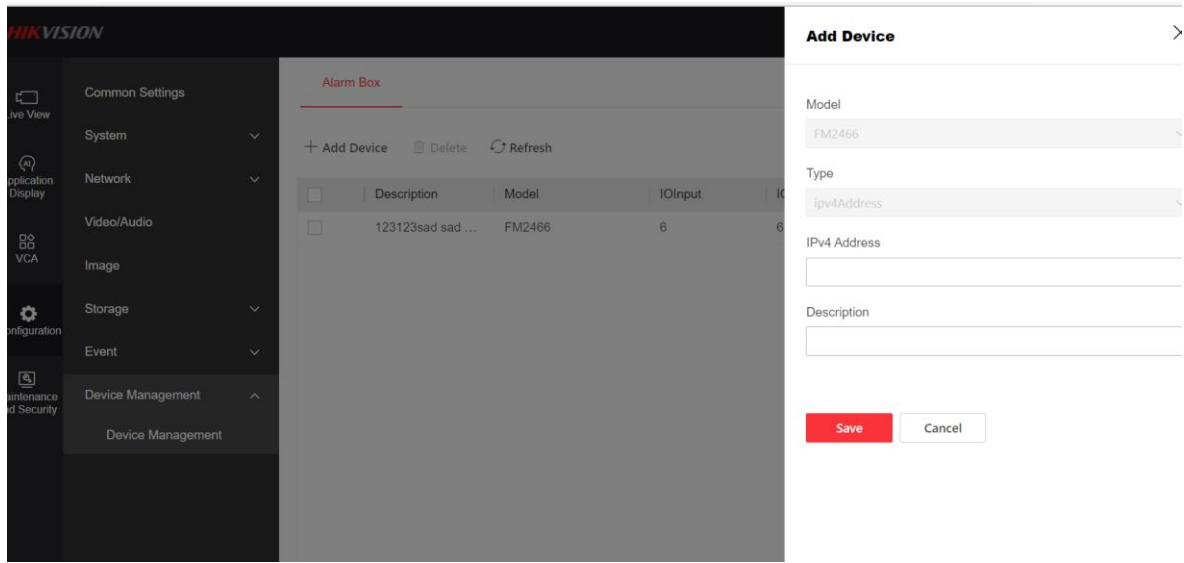 HIKVISION
Live View
Application
Display
VCA
Configuration
Maintenance
and Security
Common Settings
System
Network
Video/Audio
Image
Storage
Event
Device Management
Device Management
Alarm Box
Add Device
Delete
Refresh
Description Model IOInput
123123sad sad ... FM2466 6 6
Add Device
Model
FM2466
Type
ipv4Address
IPv4 Address
Description
Save
Cancel